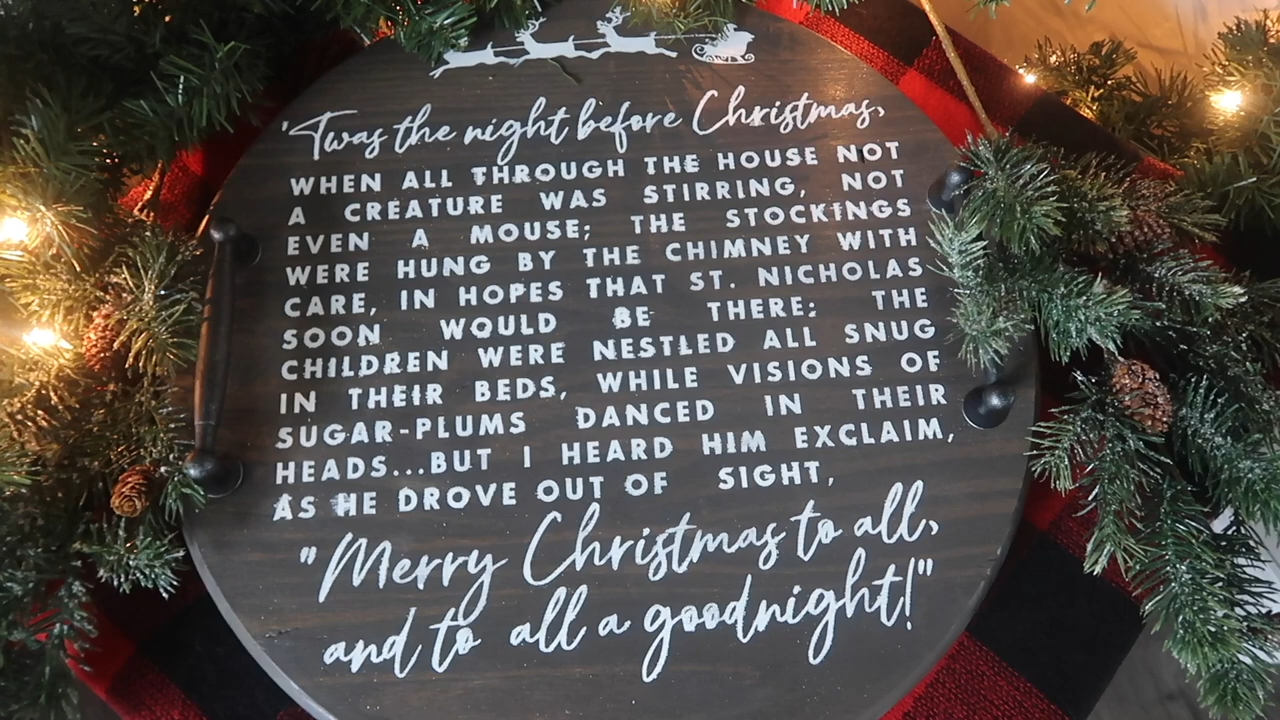 'Twas the night before Christmas,
WHEN ALL THROUGH THE HOUSE NOT
A CREATURE WAS STIRRING, NOT
EVEN A MOUSE; THE STOCKINGS
WERE HUNG BY THE CHIMNEY WITH
CARE, IN HOPES THAT ST. NICHOLAS
SOON WOULD BE THERE; THE
CHILDREN WERE NESTLED ALL SNUG
IN THEIR BEDS, WHILE VISIONS OF
SUGAR-PLUMS DANCED IN THEIR
HEADS...BUT I HEARD HIM EXCLAIM,
AS HE DROVE OUT OF SIGHT,
"Merry Christmas to all,
and to all a goodnight!"